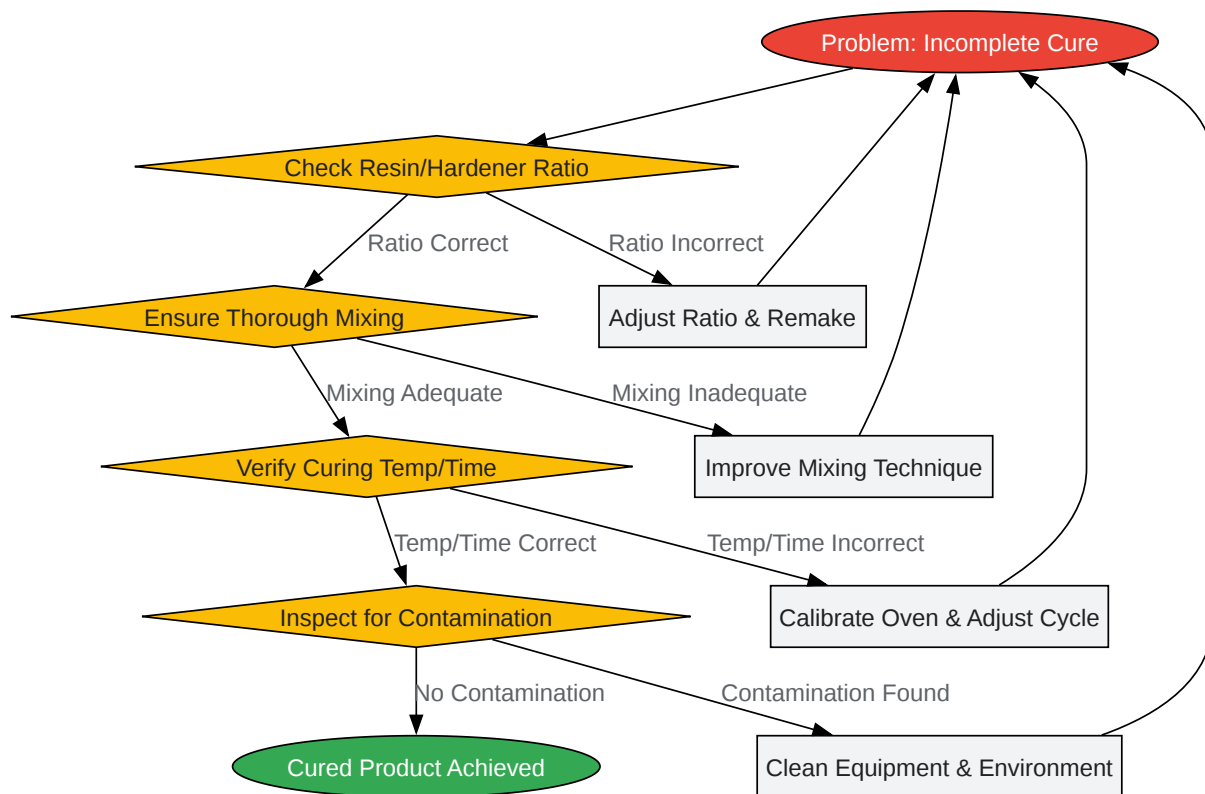 Problem: Incomplete Cure
Check Resin/Hardener Ratio
Ratio Correct
Ratio Incorrect
Ensure Thorough Mixing
Adjust Ratio & Remake
Mixing Adequate
Mixing Inadequate
Verify Curing Temp/Time
Improve Mixing Technique
Temp/Time Correct
Temp/Time Incorrect
Inspect for Contamination
Calibrate Oven & Adjust Cycle
No Contamination
Contamination Found
Cured Product Achieved
Clean Equipment & Environment